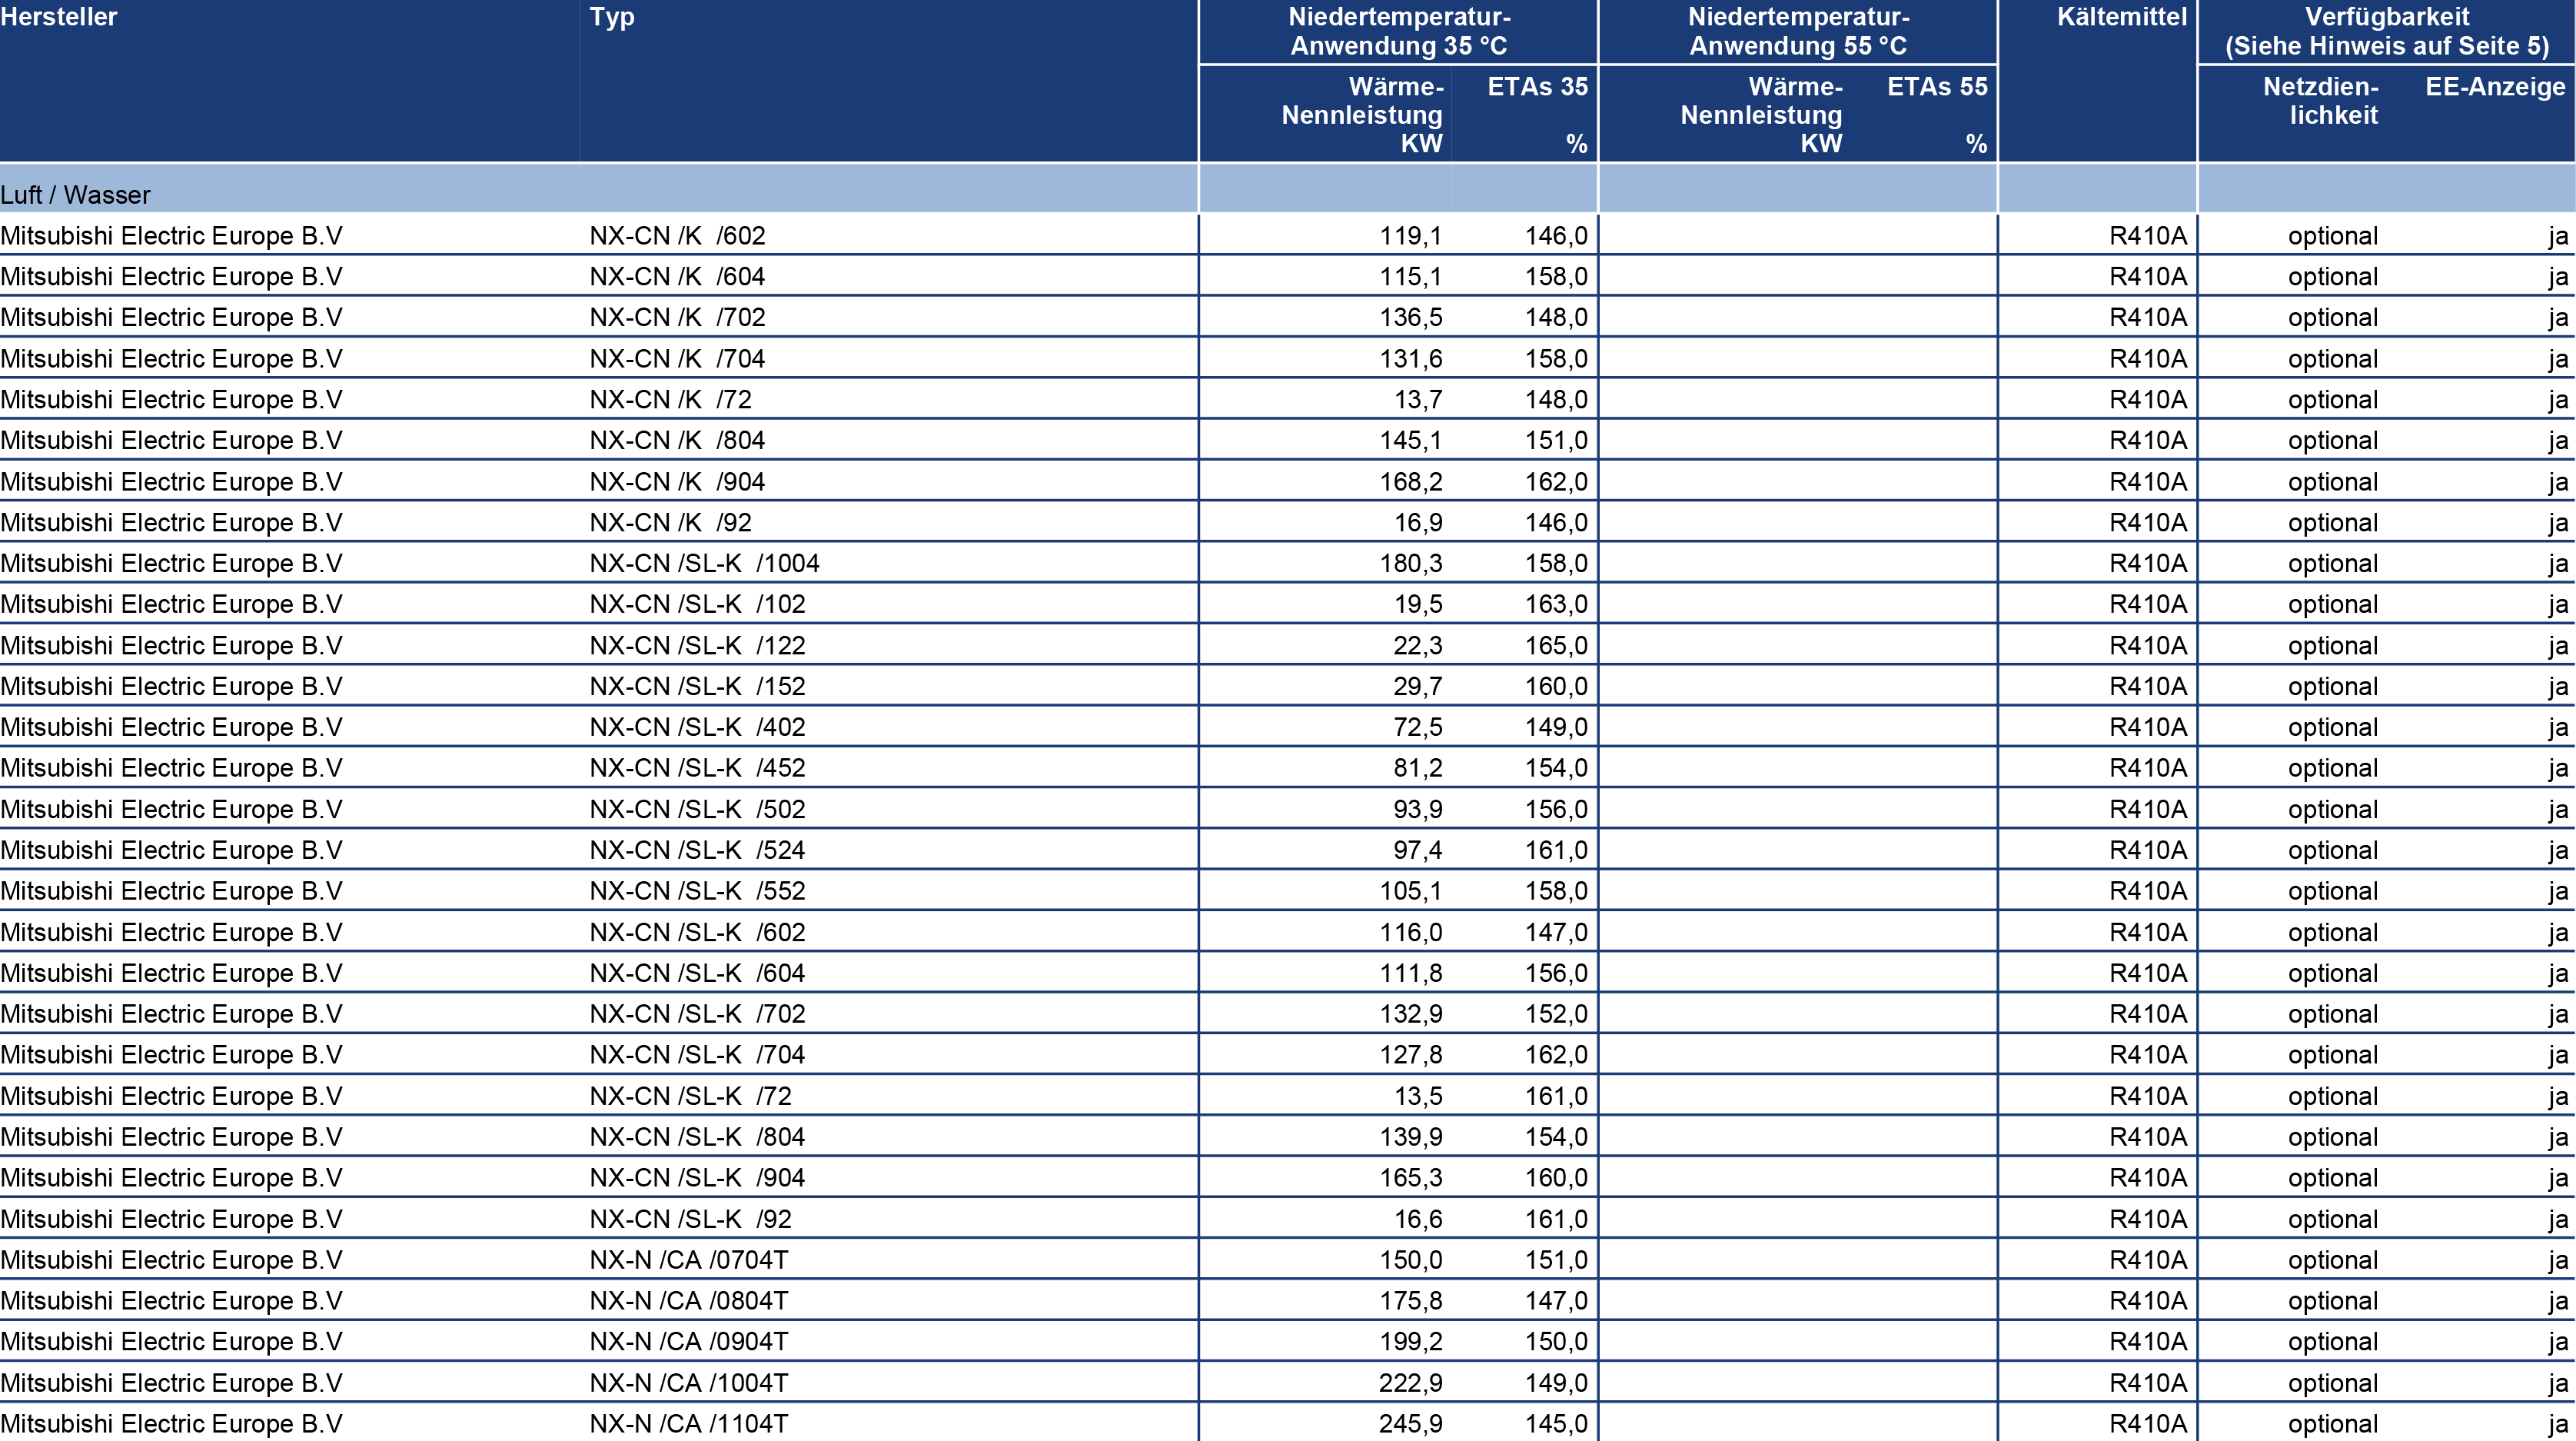 Hersteller Typ Niedertemperatur- Niedertemperatur- Kältemittel Verfügbarkeit
Anwendung 35 °C Anwendung 55 °C (Siehe Hinweis auf Seite 5)
Wärme- ETAs 35 Wärme- ETAs 55 Netzdien- EE-Anzeige
Nennleistung Nennleistung lichkeit
KW % KW %
Luft / Wasser
Mitsubishi Electric Europe B.V NX-CN /K /602 119,1 146,0 R410A optional ja
Mitsubishi Electric Europe B.V NX-CN /K /604 115,1 158,0 R410A optional ja
Mitsubishi Electric Europe B.V NX-CN /K /702 136,5 148,0 R410A optional ja
Mitsubishi Electric Europe B.V NX-CN /K /704 131,6 158,0 R410A optional ja
Mitsubishi Electric Europe B.V NX-CN /K /72 13,7 148,0 R410A optional ja
Mitsubishi Electric Europe B.V NX-CN /K /804 145,1 151,0 R410A optional ja
Mitsubishi Electric Europe B.V NX-CN /K /904 168,2 162,0 R410A optional ja
Mitsubishi Electric Europe B.V NX-CN /K /92 16,9 146,0 R410A optional ja
Mitsubishi Electric Europe B.V NX-CN /SL-K /1004 180,3 158,0 R410A optional ja
Mitsubishi Electric Europe B.V NX-CN /SL-K /102 19,5 163,0 R410A optional ja
Mitsubishi Electric Europe B.V NX-CN /SL-K /122 22,3 165,0 R410A optional ja
Mitsubishi Electric Europe B.V NX-CN /SL-K /152 29,7 160,0 R410A optional ja
Mitsubishi Electric Europe B.V NX-CN /SL-K /402 72,5 149,0 R410A optional ja
Mitsubishi Electric Europe B.V NX-CN /SL-K /452 81,2 154,0 R410A optional ja
Mitsubishi Electric Europe B.V NX-CN /SL-K /502 93,9 156,0 R410A optional ja
Mitsubishi Electric Europe B.V NX-CN /SL-K /524 97,4 161,0 R410A optional ja
Mitsubishi Electric Europe B.V NX-CN /SL-K /552 105,1 158,0 R410A optional ja
Mitsubishi Electric Europe B.V NX-CN /SL-K /602 116,0 147,0 R410A optional ja
Mitsubishi Electric Europe B.V NX-CN /SL-K /604 111,8 156,0 R410A optional ja
Mitsubishi Electric Europe B.V NX-CN /SL-K /702 132,9 152,0 R410A optional ja
Mitsubishi Electric Europe B.V NX-CN /SL-K /704 127,8 162,0 R410A optional ja
Mitsubishi Electric Europe B.V NX-CN /SL-K /72 13,5 161,0 R410A optional ja
Mitsubishi Electric Europe B.V NX-CN /SL-K /804 139,9 154,0 R410A optional ja
Mitsubishi Electric Europe B.V NX-CN /SL-K /904 165,3 160,0 R410A optional ja
Mitsubishi Electric Europe B.V NX-CN /SL-K /92 16,6 161,0 R410A optional ja
Mitsubishi Electric Europe B.V NX-N /CA /0704T 150,0 151,0 R410A optional ja
Mitsubishi Electric Europe B.V NX-N /CA /0804T 175,8 147,0 R410A optional ja
Mitsubishi Electric Europe B.V NX-N /CA /0904T 199,2 150,0 R410A optional ja
Mitsubishi Electric Europe B.V NX-N /CA /1004T 222,9 149,0 R410A optional ja
Mitsubishi Electric Europe B.V NX-N /CA /1104T 245,9 145,0 R410A optional ja